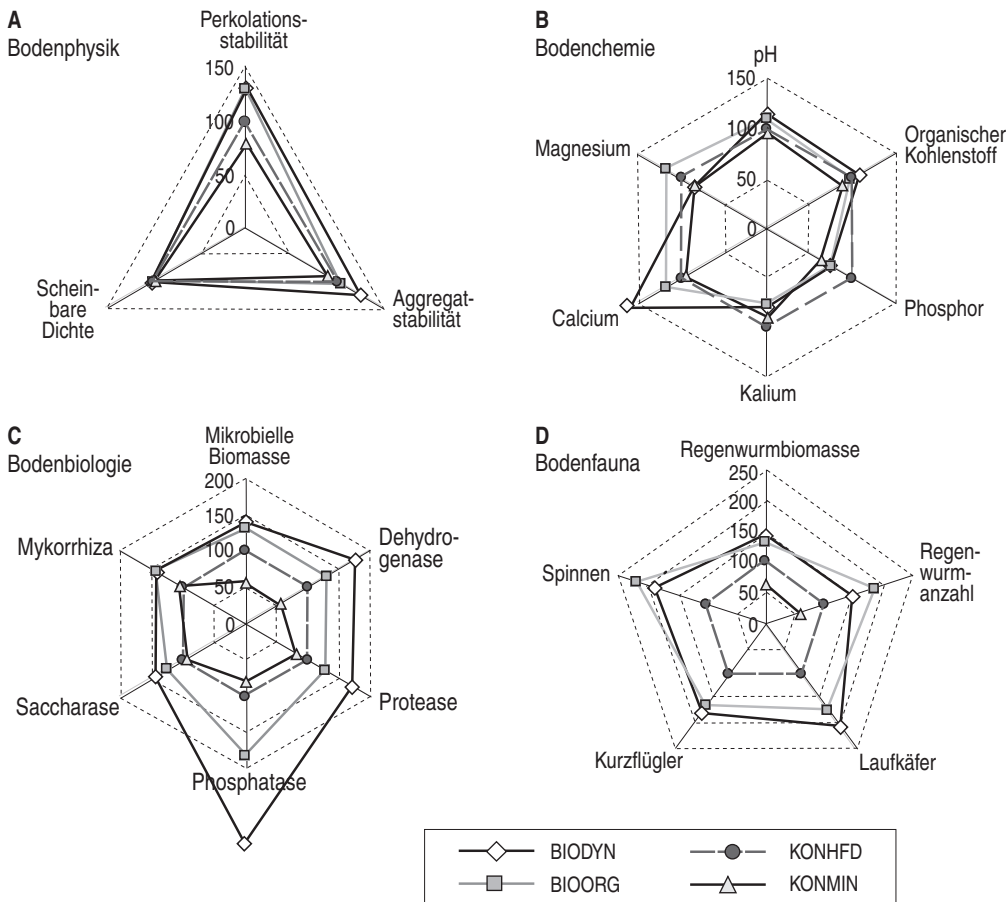 A
Bodenphysik
Perkolations-
stabilität
150
100
50
0
Schein-
bare
Dichte
Aggregat-
stabilität
B
Bodenchemie
pH
150
100
50
0
Magnesium
Organischer
Kohlenstoff
Calcium
Phosphor
Kalium
C
Bodenbiologie
Mikrobielle
Biomasse
200
150
100
50
0
Mykorrhiza
Dehydro-
genase
Saccharase
Protease
Phosphatase
D
Bodenfauna
Regenwurmbiomasse
250
200
150
100
50
0
Spinnen
Regen-
wurm-
anzahl
Kurzflügler
Laufkäfer
BIODYN
KONHFD
BIOORG
KONMIN